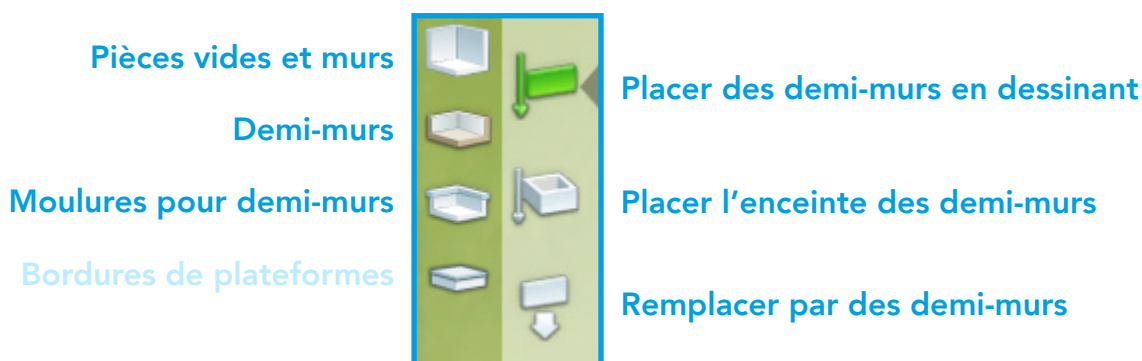 Pièces vides et murs
Demi-murs
Moulures pour demi-murs
Bordures de plateformes
Placer des demi-murs en dessinant
Placer l’enceinte des demi-murs
Remplacer par des demi-murs